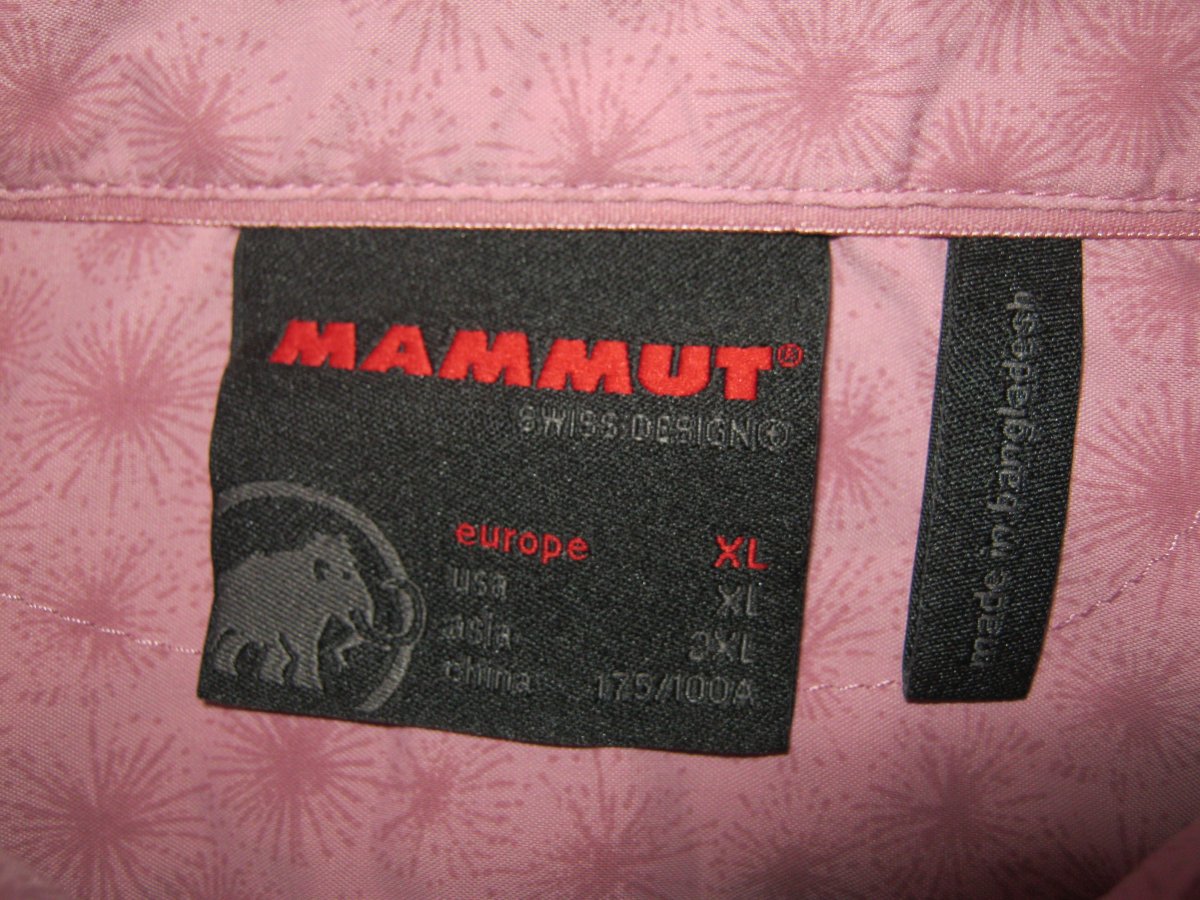 MAMMUT®
SWISS DESIGN
europe XL
usa XL
asia 3XL
china 175/100A
made in bangladesh